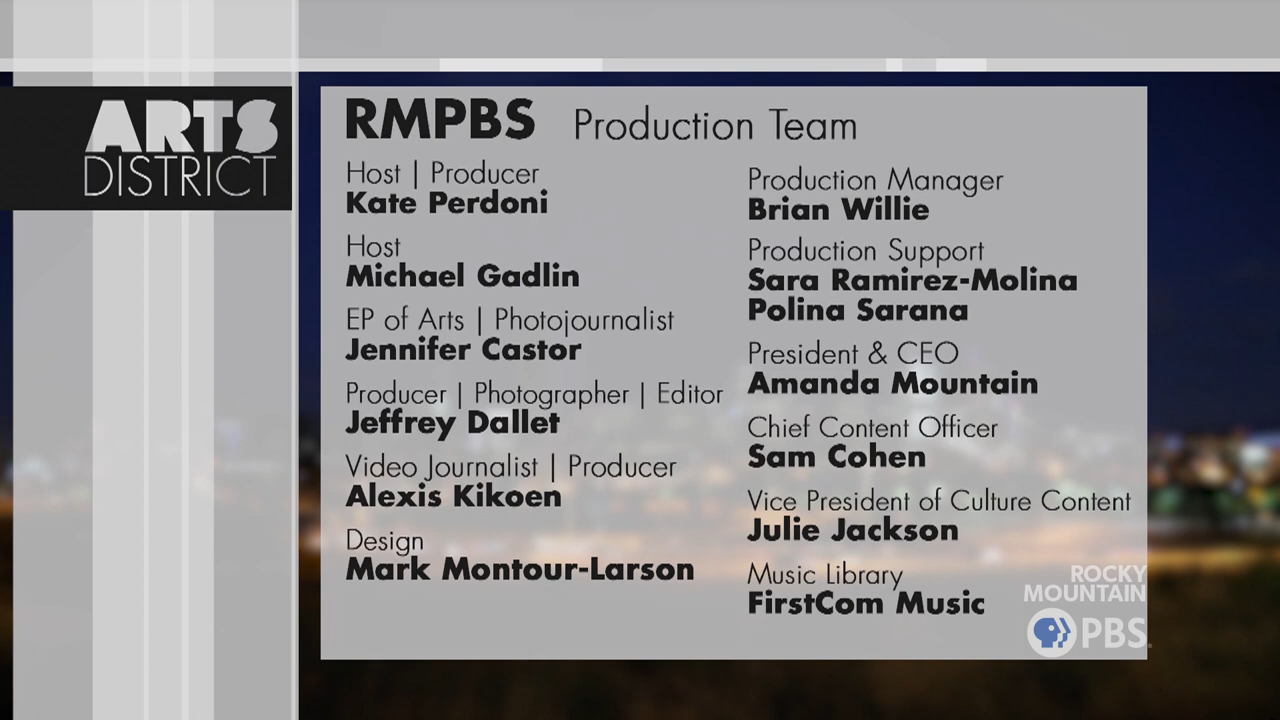 ARTS
DISTRICT
RMPBS Production Team
Host | Producer
Kate Perdoni
Host
Michael Gadlin
EP of Arts | Photojournalist
Jennifer Castor
Producer | Photographer | Editor
Jeffrey Dallet
Video Journalist | Producer
Alexis Kikoen
Design
Mark Montour-Larson
Production Manager
Brian Willie
Production Support
Sara Ramirez-Molina
Polina Sarana
President & CEO
Amanda Mountain
Chief Content Officer
Sam Cohen
Vice President of Culture Content
Julie Jackson
Music Library
FirstCom Music
ROCKY
MOUNTAIN
PBS